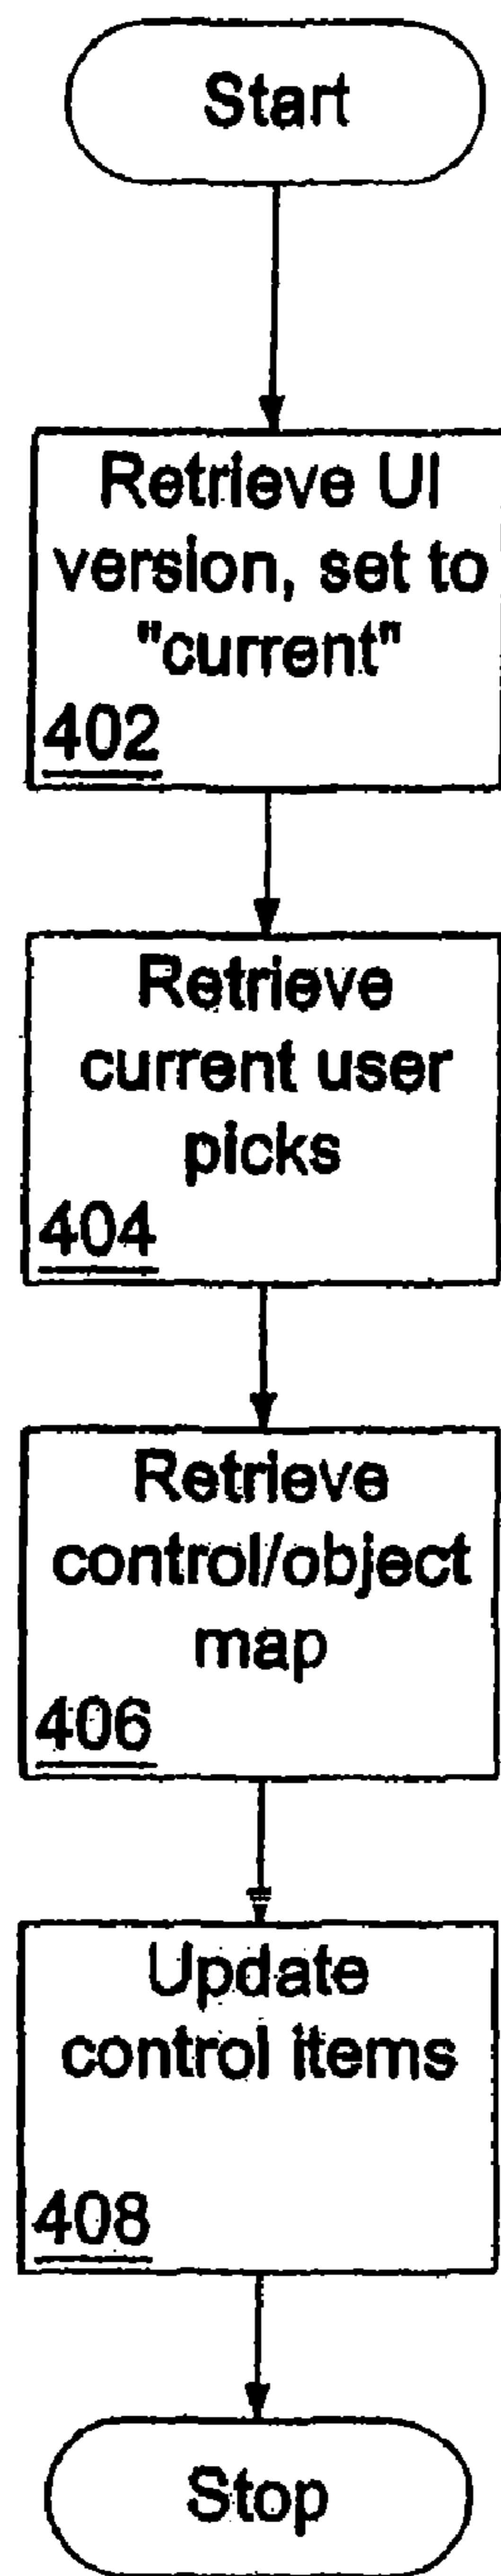 Start
Retrieve UI
version, set to
"current"
402
Retrieve
current user
picks
404
Retrieve
control/object
map
406
Update
control items
408
Stop